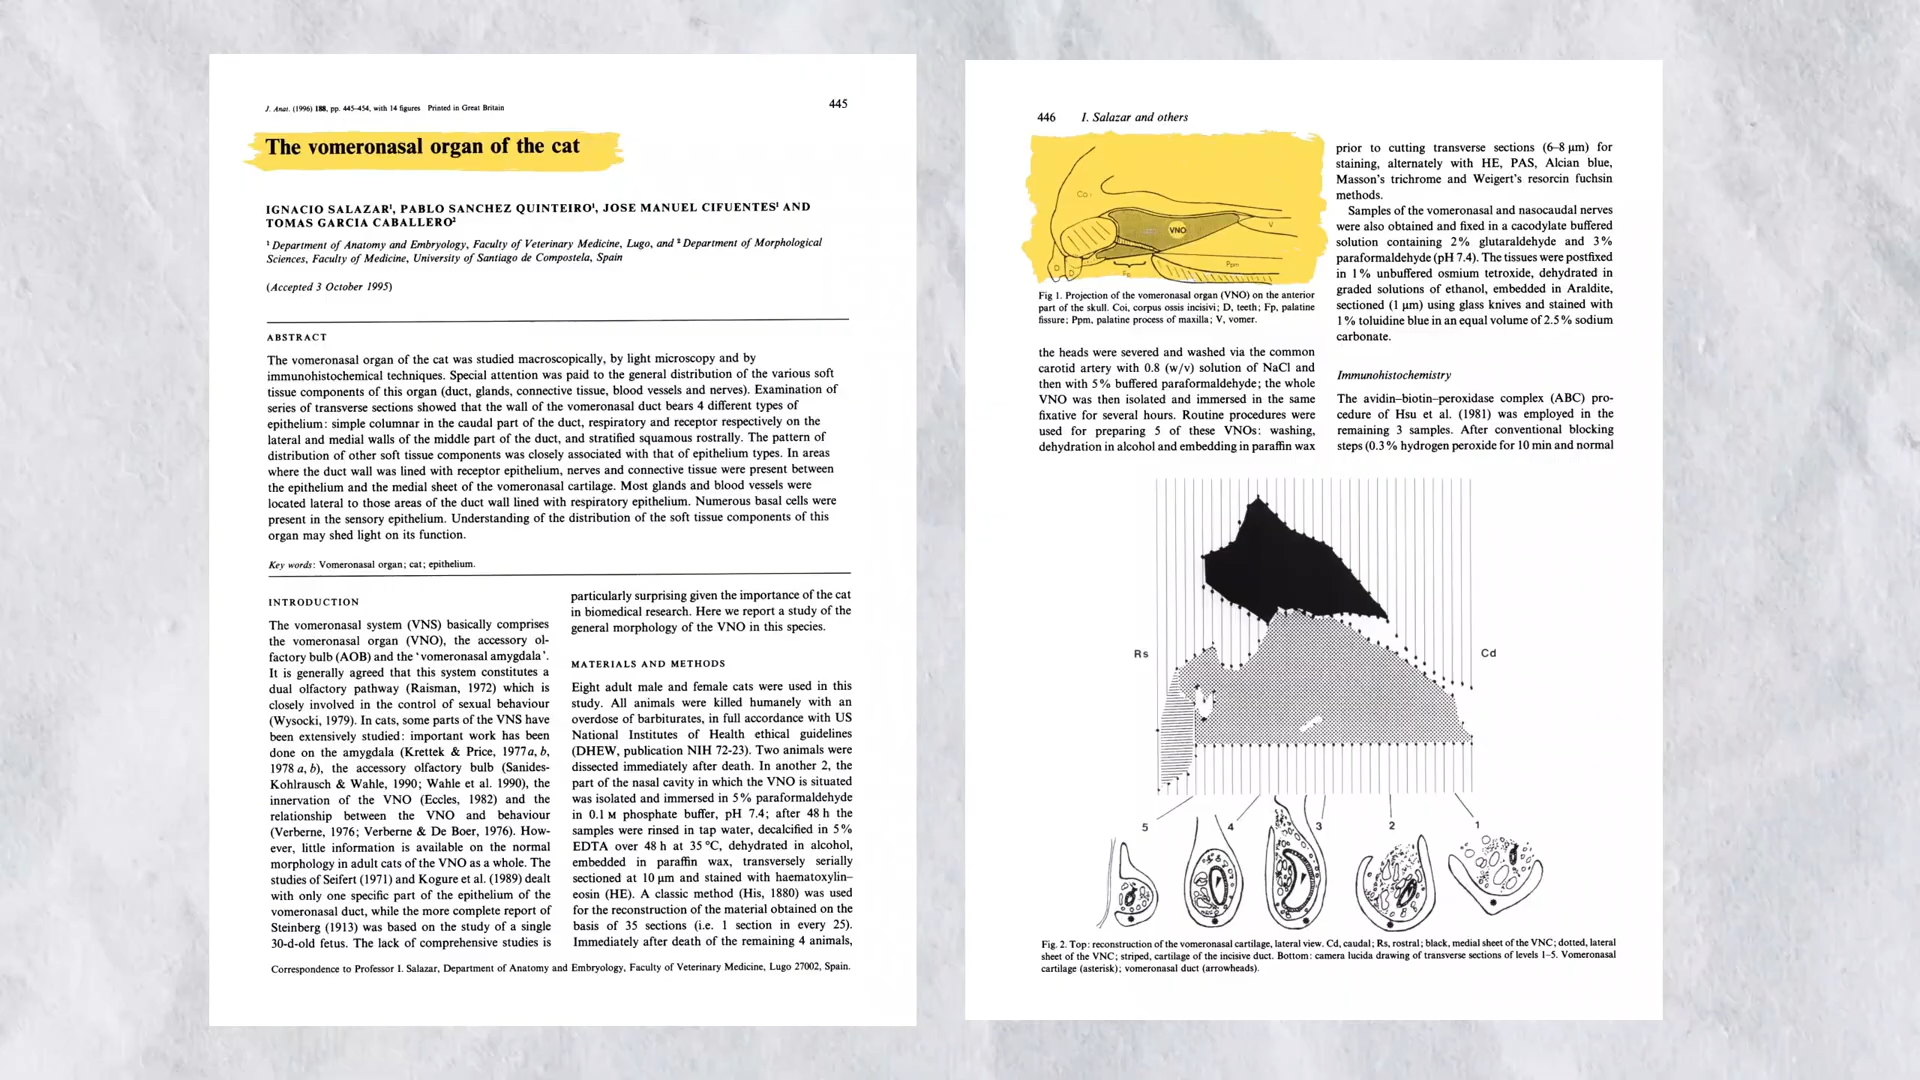 J. Anat. (1996) 188, pp. 445–454, with 14 figures   Printed in Great Britain
445
The vomeronasal organ of the cat
IGNACIO SALAZAR¹, PABLO SANCHEZ QUINTEIRO¹, JOSE MANUEL CIFUENTES¹ AND
TOMAS GARCIA CABALLERO²
¹ Department of Anatomy and Embryology, Faculty of Veterinary Medicine, Lugo, and ² Department of Morphological
Sciences, Faculty of Medicine, University of Santiago de Compostela, Spain
(Accepted 3 October 1995)
ABSTRACT
The vomeronasal organ of the cat was studied macroscopically, by light microscopy and by
immunohistochemical techniques. Special attention was paid to the general distribution of the various soft
tissue components of this organ (duct, glands, connective tissue, blood vessels and nerves). Examination of
series of transverse sections showed that the wall of the vomeronasal duct bears 4 different types of
epithelium: simple columnar in the caudal part of the duct, respiratory and receptor respectively on the
lateral and medial walls of the middle part of the duct, and stratified squamous rostrally. The pattern of
distribution of other soft tissue components was closely associated with that of epithelium types. In areas
where the duct wall was lined with receptor epithelium, nerves and connective tissue were present between
the epithelium and the medial sheet of the vomeronasal cartilage. Most glands and blood vessels were
located lateral to those areas of the duct wall lined with respiratory epithelium. Numerous basal cells were
present in the sensory epithelium. Understanding of the distribution of the soft tissue components of this
organ may shed light on its function.
Key words: Vomeronasal organ; cat; epithelium.
INTRODUCTION
The vomeronasal system (VNS) basically comprises
the vomeronasal organ (VNO), the accessory ol-
factory bulb (AOB) and the 'vomeronasal amygdala'.
It is generally agreed that this system constitutes a
dual olfactory pathway (Raisman, 1972) which is
closely involved in the control of sexual behaviour
(Wysocki, 1979). In cats, some parts of the VNS have
been extensively studied: important work has been
done on the amygdala (Krettek & Price, 1977a, b,
1978 a, b), the accessory olfactory bulb (Sanides-
Kohlrausch & Wahle, 1990; Wahle et al. 1990), the
innervation of the VNO (Eccles, 1982) and the
relationship between the VNO and behaviour
(Verberne, 1976; Verberne & De Boer, 1976). How-
ever, little information is available on the normal
morphology in adult cats of the VNO as a whole. The
studies of Seifert (1971) and Kogure et al. (1989) dealt
with only one specific part of the epithelium of the
vomeronasal duct, while the more complete report of
Steinberg (1913) was based on the study of a single
30-d-old fetus. The lack of comprehensive studies is
particularly surprising given the importance of the cat
in biomedical research. Here we report a study of the
general morphology of the VNO in this species.
MATERIALS AND METHODS
Eight adult male and female cats were used in this
study. All animals were killed humanely with an
overdose of barbiturates, in full accordance with US
National Institutes of Health ethical guidelines
(DHEW, publication NIH 72-23). Two animals were
dissected immediately after death. In another 2, the
part of the nasal cavity in which the VNO is situated
was isolated and immersed in 5% paraformaldehyde
in 0.1 M phosphate buffer, pH 7.4; after 48 h the
samples were rinsed in tap water, decalcified in 5%
EDTA over 48 h at 35 °C, dehydrated in alcohol,
embedded in paraffin wax, transversely serially
sectioned at 10 µm and stained with haematoxylin–
eosin (HE). A classic method (His, 1880) was used
for the reconstruction of the material obtained on the
basis of 35 sections (i.e. 1 section in every 25).
Immediately after death of the remaining 4 animals,
Correspondence to Professor I. Salazar, Department of Anatomy and Embryology, Faculty of Veterinary Medicine, Lugo 27002, Spain.
446   I. Salazar and others
Coi
VNO
V
D
D
Fp
Ppm
Fig 1. Projection of the vomeronasal organ (VNO) on the anterior
part of the skull. Coi, corpus ossis incisivi; D, teeth; Fp, palatine
fissure; Ppm, palatine process of maxilla; V, vomer.
the heads were severed and washed via the common
carotid artery with 0.8 (w/v) solution of NaCl and
then with 5% buffered paraformaldehyde; the whole
VNO was then isolated and immersed in the same
fixative for several hours. Routine procedures were
used for preparing 5 of these VNOs: washing,
dehydration in alcohol and embedding in paraffin wax
prior to cutting transverse sections (6–8 µm) for
staining, alternately with HE, PAS, Alcian blue,
Masson's trichrome and Weigert's resorcin fuchsin
methods.
Samples of the vomeronasal and nasocaudal nerves
were also obtained and fixed in a cacodylate buffered
solution containing 2% glutaraldehyde and 3%
paraformaldehyde (pH 7.4). The tissues were postfixed
in 1% unbuffered osmium tetroxide, dehydrated in
graded solutions of ethanol, embedded in Araldite,
sectioned (1 µm) using glass knives and stained with
1% toluidine blue in an equal volume of 2.5% sodium
carbonate.
Immunohistochemistry
The avidin–biotin–peroxidase complex (ABC) pro-
cedure of Hsu et al. (1981) was employed in the
remaining 3 samples. After conventional blocking
steps (0.3% hydrogen peroxide for 10 min and normal
Rs
Cd
5
4
3
2
1
Fig. 2. Top: reconstruction of the vomeronasal cartilage, lateral view. Cd, caudal; Rs, rostral; black, medial sheet of the VNC; dotted, lateral
sheet of the VNC; striped, cartilage of the incisive duct. Bottom: camera lucida drawing of transverse sections of levels 1–5. Vomeronasal
cartilage (asterisk); vomeronasal duct (arrowheads).